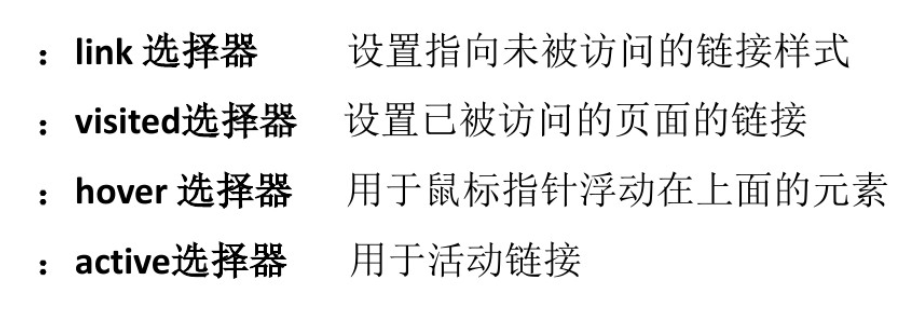 ：link 选择器 设置指向未被访问的链接样式
：visited选择器 设置已被访问的页面的链接
：hover 选择器 用于鼠标指针浮动在上面的元素
：active选择器 用于活动链接